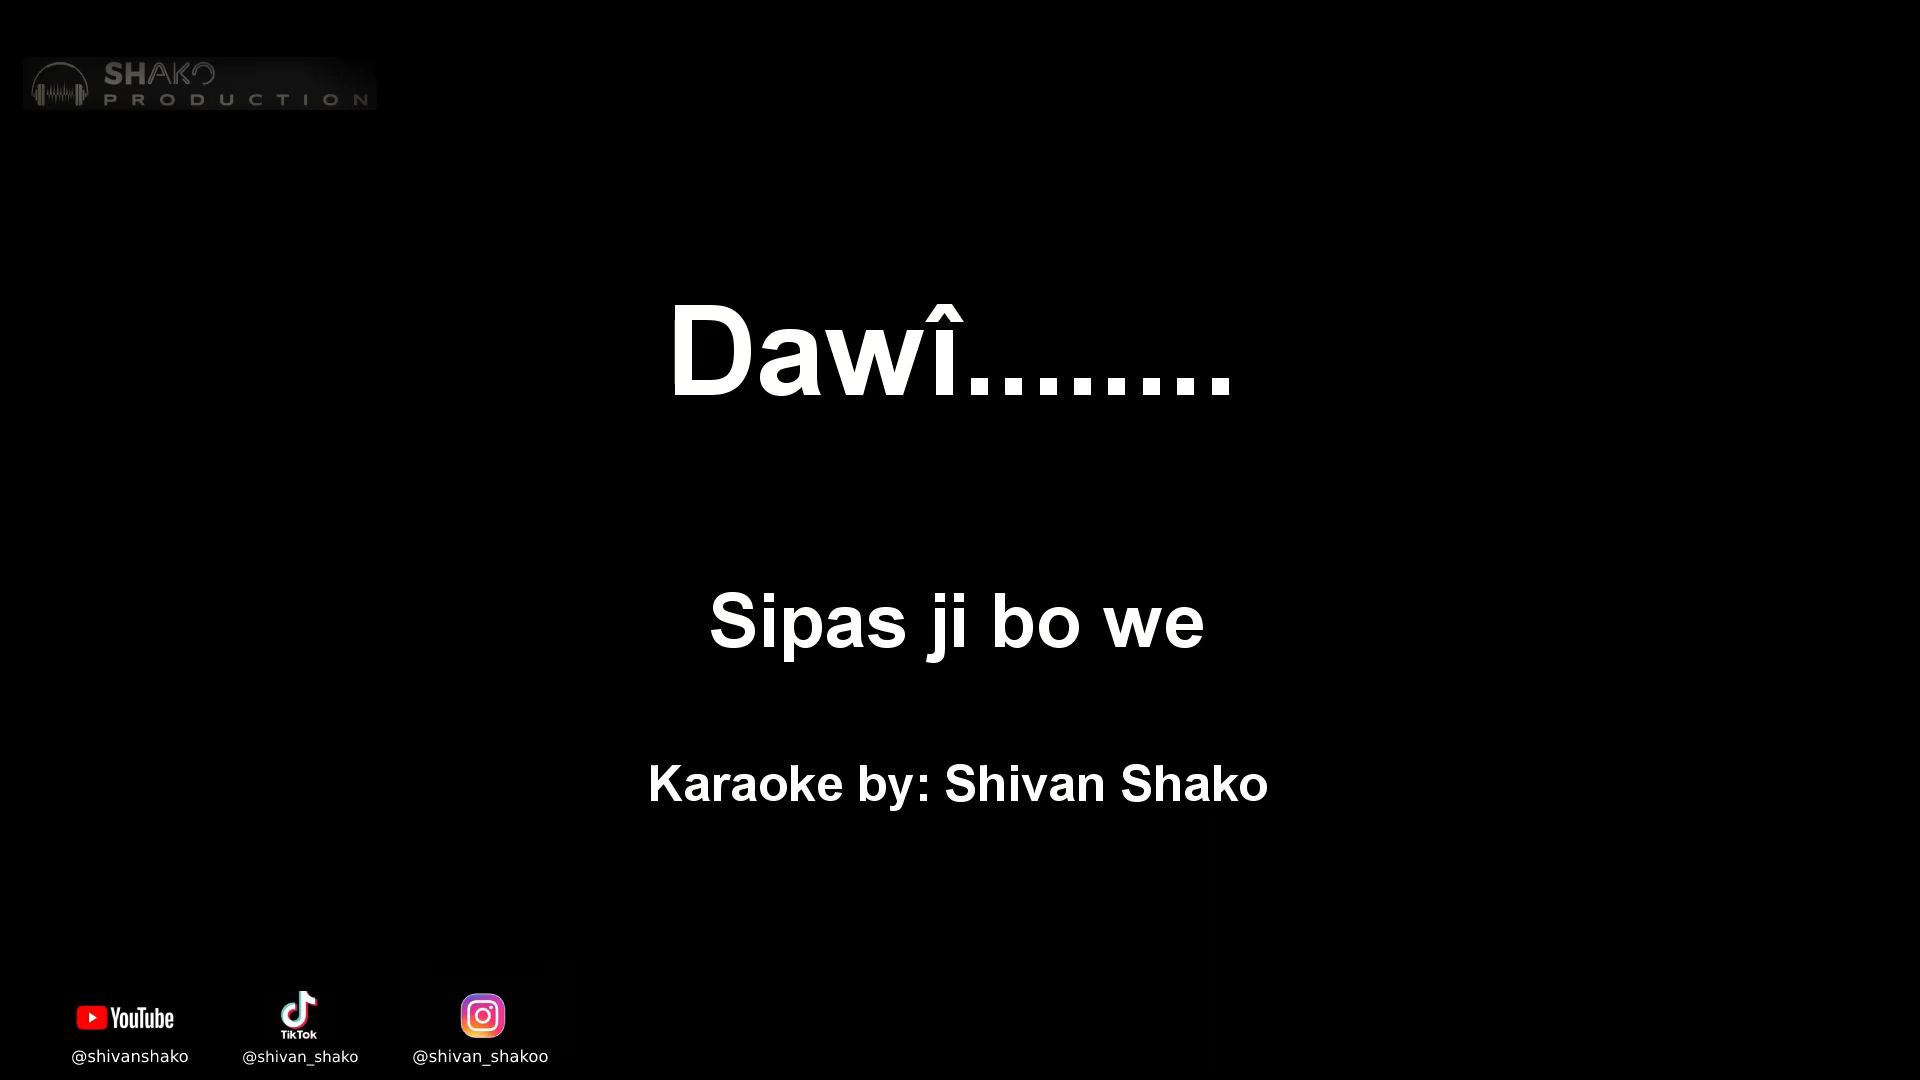 SHAKO
PRODUCTION
Dawî........
Sipas ji bo we
Karaoke by: Shivan Shako
YouTube
TikTok
@shivanshako
@shivan_shako
@shivan_shakoo